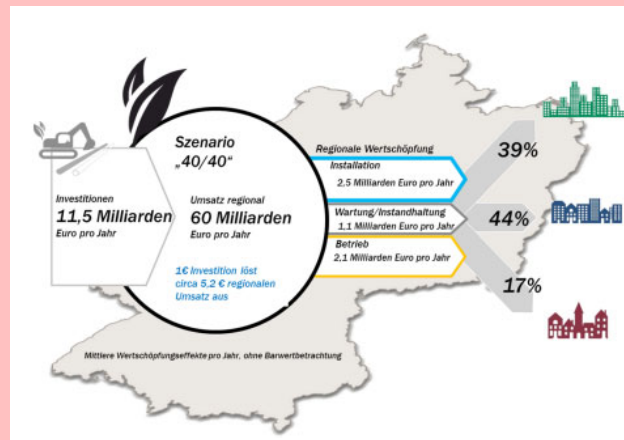 Szenario
„40/40“
Investitionen
11,5 Milliarden
Euro pro Jahr
Umsatz regional
60 Milliarden
Euro pro Jahr
1€ Investition löst
circa 5,2 € regionalen
Umsatz aus
Regionale Wertschöpfung
Installation
2,5 Milliarden Euro pro Jahr
Wartung/Instandhaltung
1,1 Milliarden Euro pro Jahr
Betrieb
2,1 Milliarden Euro pro Jahr
39%
44%
17%
Mittlere Wertschöpfungseffekte pro Jahr, ohne Barwertbetrachtung